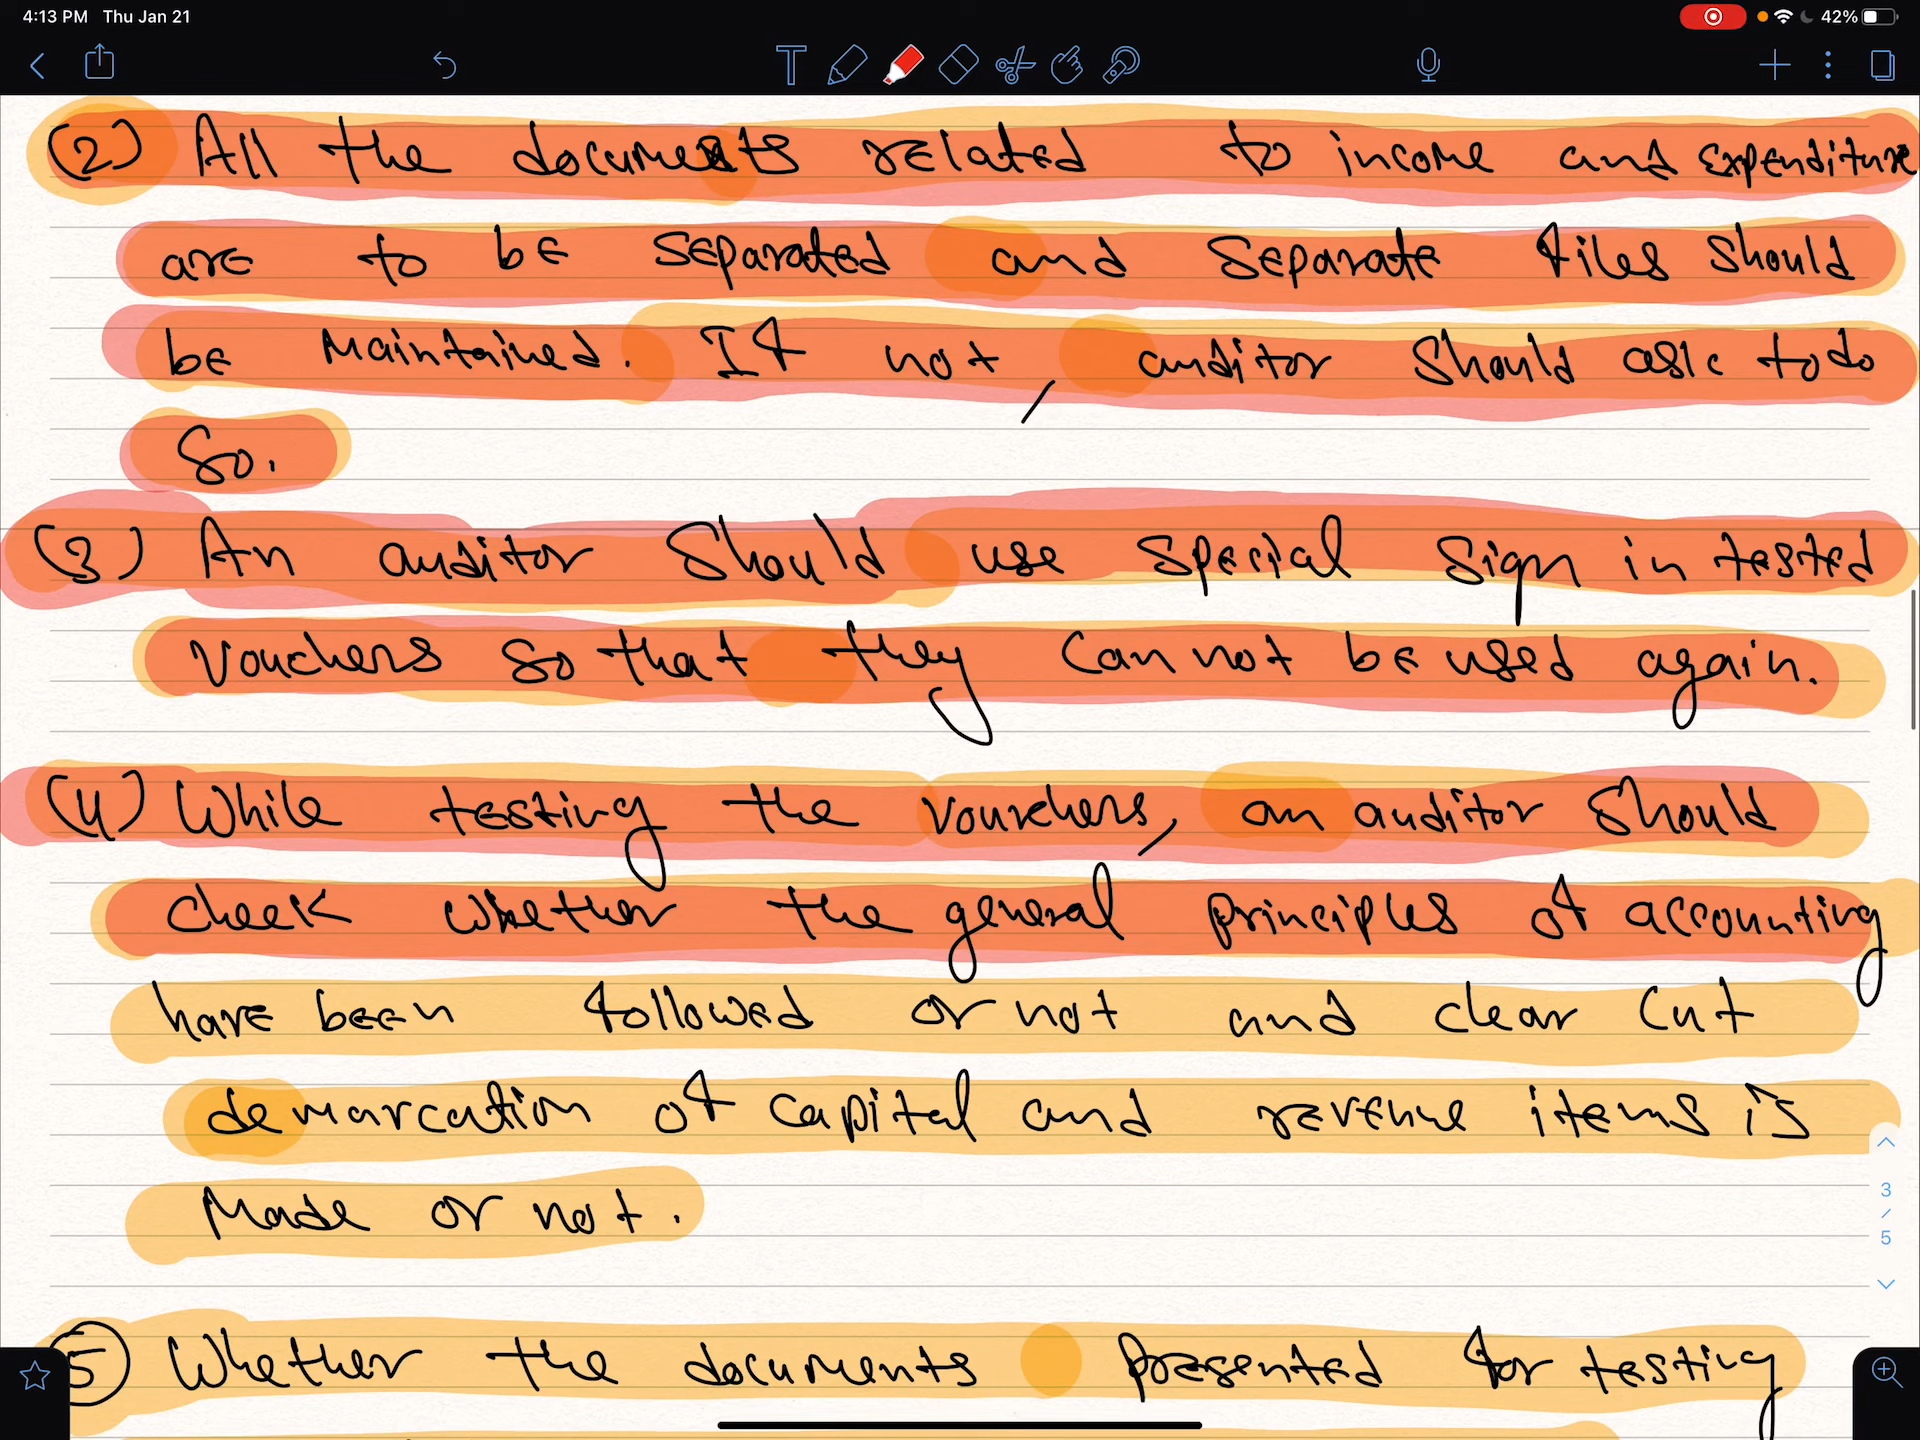 4:13 PM Thu Jan 21
42%
T
(2) All the documents related to income and expenditure
are to be separated and separate files should
be maintained. If not, auditor should ask to do
so.
(3) An auditor should use special sign in tested
vouchers so that they can not be used again.
(4) While testing the vouchers, an auditor should
check whether the general principles of accounting
have been followed or not and clear cut
demarcation of capital and revenue items is
made or not.
3
/
5
(5) Whether the documents presented for testing